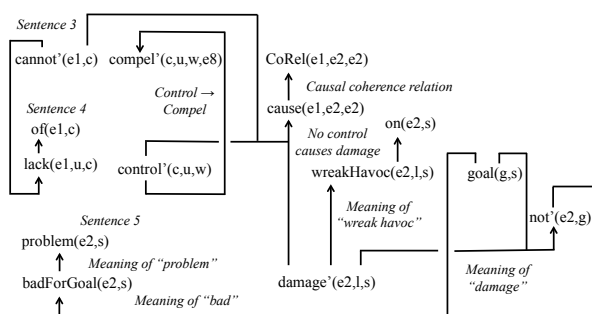 Sentence 3
cannot’(e1,c)
compel’(c,u,w,e8)
CoRel(e1,e2,e2)
Control →
Compel
Causal coherence relation
cause(e1,e2,e2)
Sentence 4
of(e1,c)
No control
causes damage
on(e2,s)
lack(e1,u,c)
control’(c,u,w)
wreakHavoc(e2,l,s)
goal(g,s)
Meaning of
“wreak havoc”
not’(e2,g)
Sentence 5
problem(e2,s)
Meaning of “problem”
badForGoal(e2,s)
damage’(e2,l,s)
Meaning of
“damage”
Meaning of “bad”